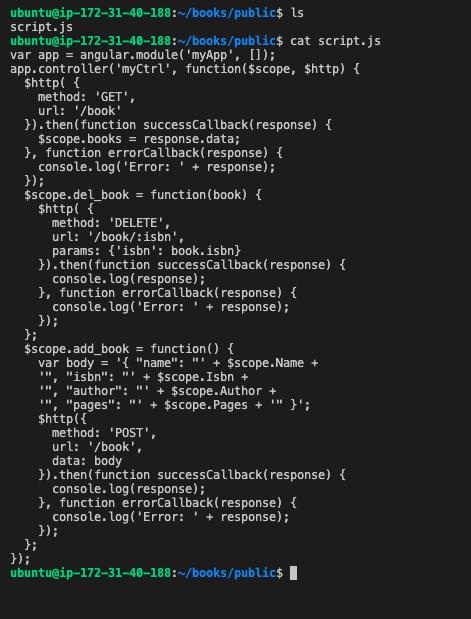 ubuntu@ip-172-31-40-188:~/books/public$ ls
script.js
ubuntu@ip-172-31-40-188:~/books/public$ cat script.js
var app = angular.module('myApp', []);
app.controller('myCtrl', function($scope, $http) {
  $http( {
    method: 'GET',
    url: '/book'
  }).then(function successCallback(response) {
    $scope.books = response.data;
  }, function errorCallback(response) {
    console.log('Error: ' + response);
  });
  $scope.del_book = function(book) {
    $http( {
      method: 'DELETE',
      url: '/book/:isbn',
      params: {'isbn': book.isbn}
    }).then(function successCallback(response) {
      console.log(response);
    }, function errorCallback(response) {
      console.log('Error: ' + response);
    });
  };
  $scope.add_book = function() {
    var body = '{ "name": "' + $scope.Name +
    '", "isbn": "' + $scope.Isbn +
    '", "author": "' + $scope.Author +
    '", "pages": "' + $scope.Pages + '" }';
    $http({
      method: 'POST',
      url: '/book',
      data: body
    }).then(function successCallback(response) {
      console.log(response);
    }, function errorCallback(response) {
      console.log('Error: ' + response);
    });
  };
});
ubuntu@ip-172-31-40-188:~/books/public$